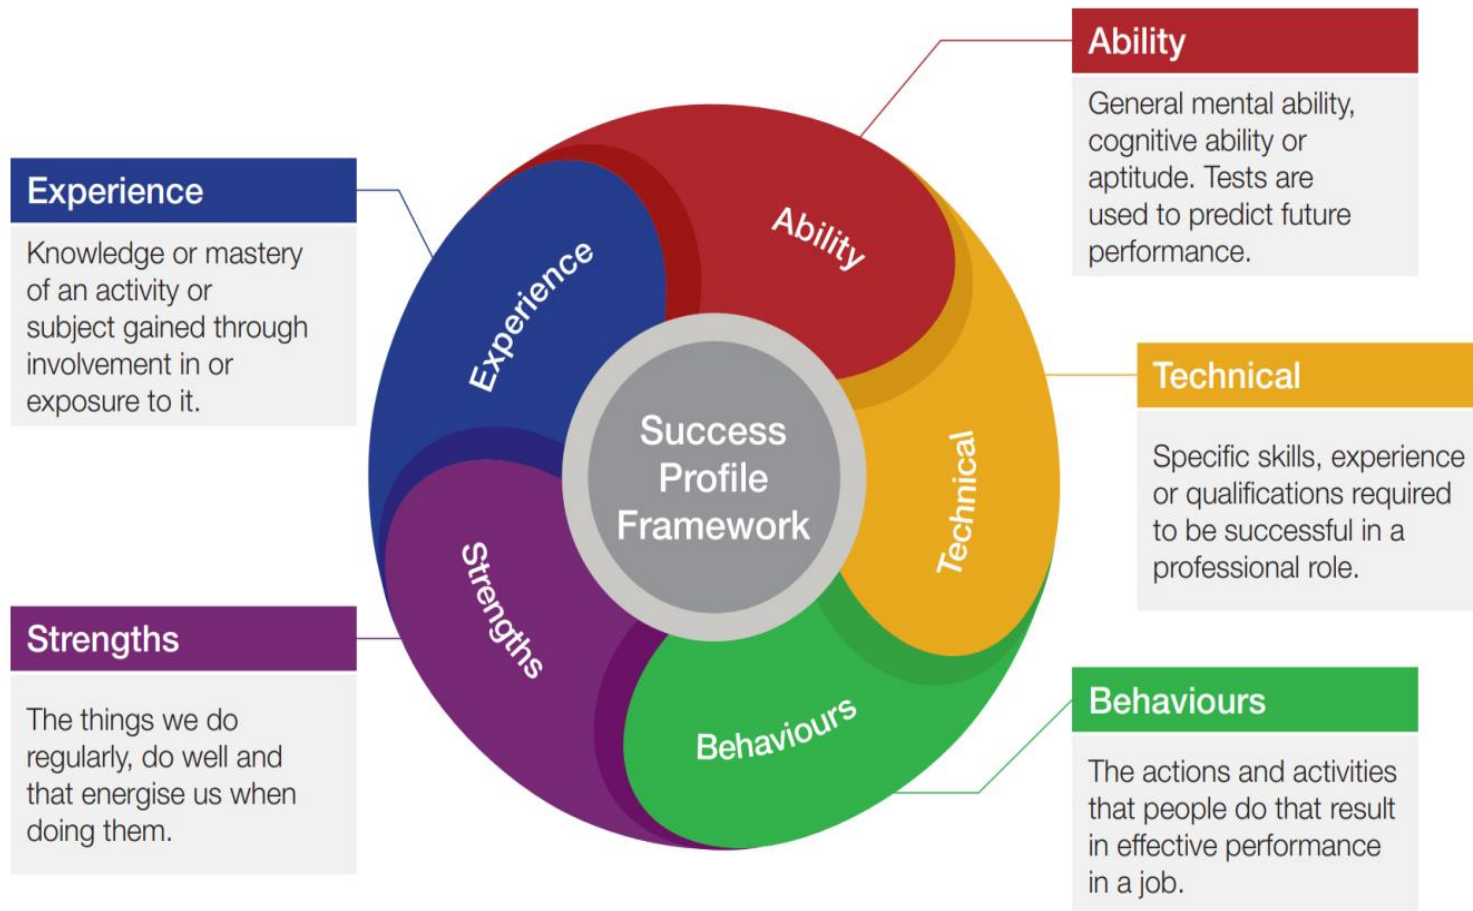 Ability
General mental ability,
cognitive ability or
aptitude. Tests are
used to predict future
performance.
Experience
Knowledge or mastery
of an activity or
subject gained through
involvement in or
exposure to it.
Technical
Specific skills, experience
or qualifications required
to be successful in a
professional role.
Strengths
The things we do
regularly, do well and
that energise us when
doing them.
Behaviours
The actions and activities
that people do that result
in effective performance
in a job.
Ability
Experience
Technical
Strengths
Behaviours
Success
Profile
Framework